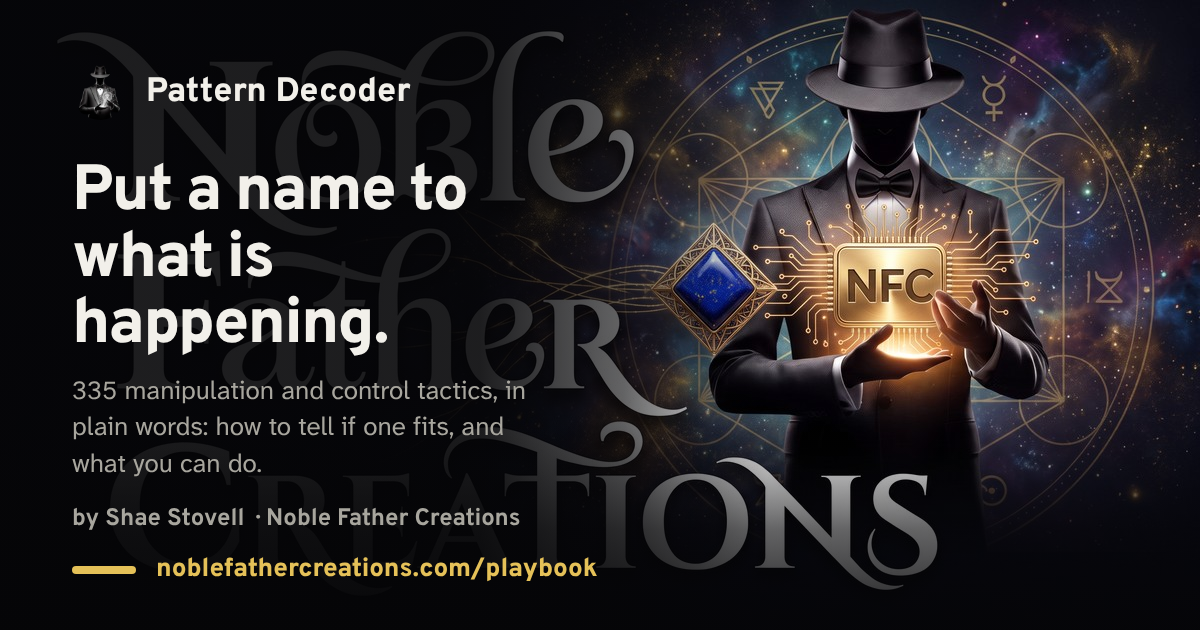 Pattern Decoder
Put a name to
what is
happening.
335 manipulation and control tactics, in
plain words: how to tell if one fits, and
what you can do.
by Shae Stovell · Noble Father Creations
noblefathercreations.com/playbook
Noble
Father
Creations
NFC